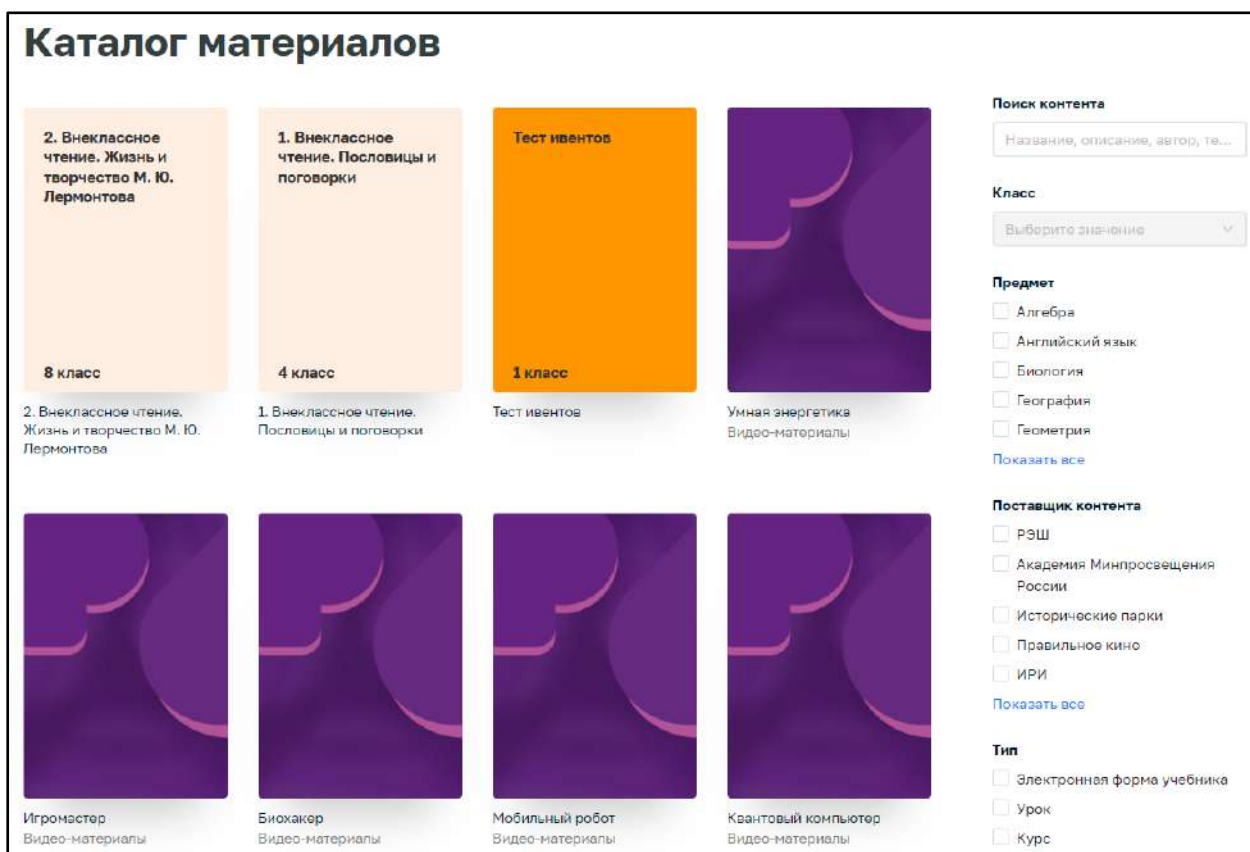 Каталог материалов
2. Внеклассное
чтение. Жизнь и
творчество М. Ю.
Лермонтова
8 класс
2. Внеклассное чтение.
Жизнь и творчество М. Ю.
Лермонтова
1. Внеклассное
чтение. Пословицы и
поговорки
4 класс
1. Внеклассное чтение.
Пословицы и поговорки
Тест ивентов
1 класс
Тест ивентов
Умная энергетика
Видео-материалы
Игромастер
Видео-материалы
Биохакер
Видео-материалы
Мобильный робот
Видео-материалы
Квантовый компьютер
Видео-материалы
Поиск контента
Название, описание, автор, те...
Класс
Выберите значение
Предмет
Алгебра
Английский язык
Биология
География
Геометрия
Показать все
Поставщик контента
РЭШ
Академия Минпросвещения
России
Исторические парки
Правильное кино
ИРИ
Показать все
Тип
Электронная форма учебника
Урок
Курс